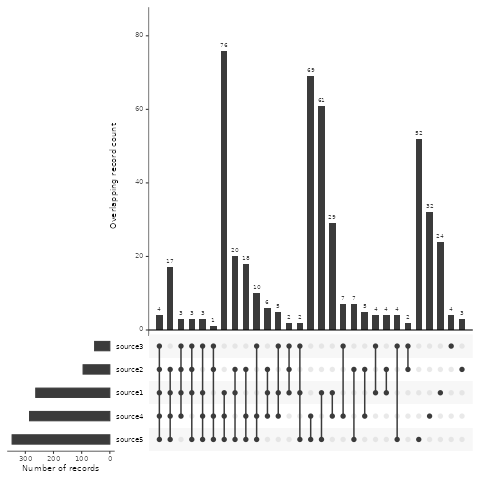 Overlapping record count
80
60
40
20
0
4 17 3 3 3 1 76 20 18 10 6 5 2 2 69 61 29 7 7 5 4 4 4 2 52 32 24 4 3
source3
source2
source1
source4
source5
300 200 100 0
Number of records